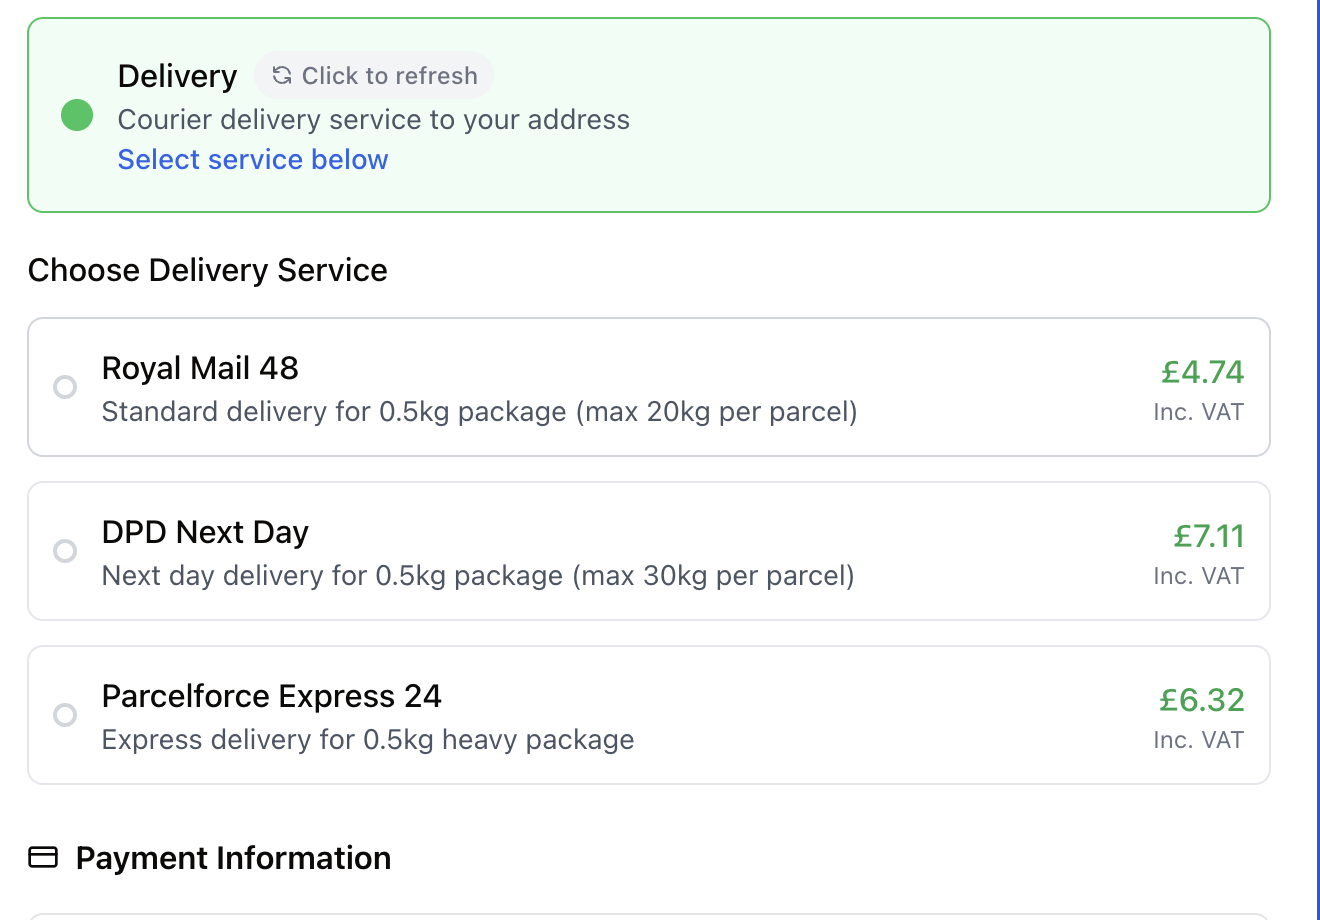 Delivery Click to refresh
Courier delivery service to your address
Select service below
Choose Delivery Service
Royal Mail 48
£4.74
Standard delivery for 0.5kg package (max 20kg per parcel)
Inc. VAT
DPD Next Day
£7.11
Next day delivery for 0.5kg package (max 30kg per parcel)
Inc. VAT
Parcelforce Express 24
£6.32
Express delivery for 0.5kg heavy package
Inc. VAT
Payment Information